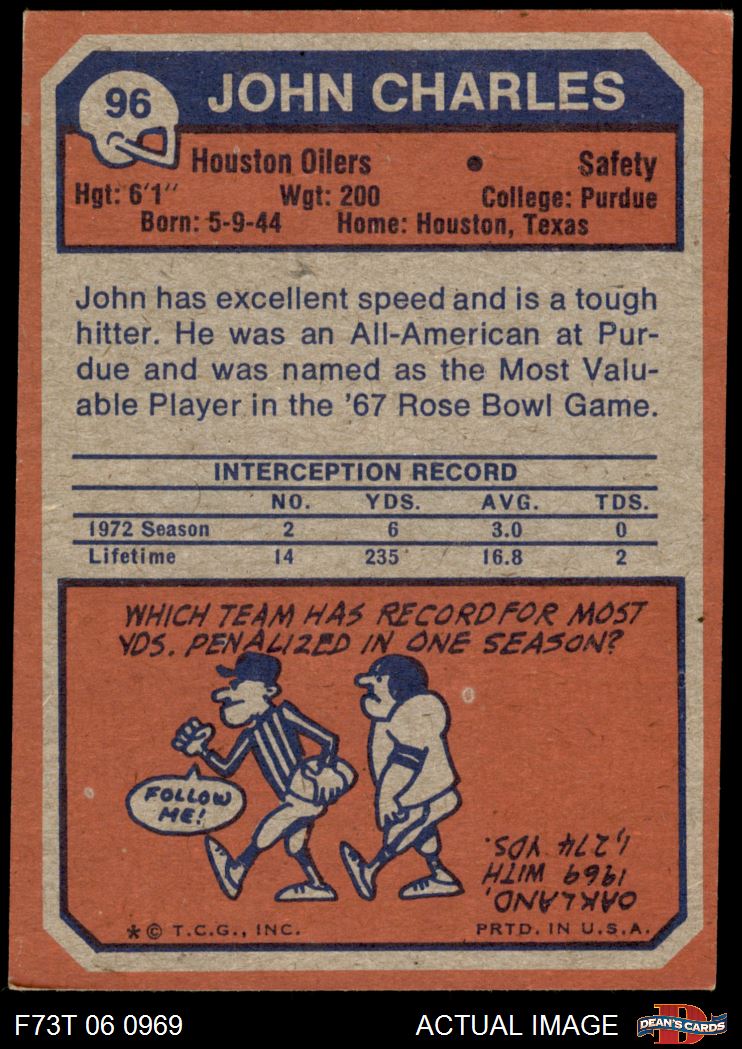 96
JOHN CHARLES
Houston Oilers • Safety
Hgt: 6'1" Wgt: 200 College: Purdue
Born: 5-9-44 Home: Houston, Texas
John has excellent speed and is a tough
hitter. He was an All-American at Pur-
due and was named as the Most Valu-
able Player in the '67 Rose Bowl Game.
INTERCEPTION RECORD
NO. YDS. AVG. TDS.
1972 Season 2 6 3.0 0
Lifetime 14 235 16.8 2
WHICH TEAM HAS RECORD FOR MOST
YDS. PENALIZED IN ONE SEASON?
FOLLOW
ME!
OAKLAND,
1969 WITH
1,274 YDS.
* © T.C.G., INC. PRTD. IN U.S.A.
F73T 06 0969 ACTUAL IMAGE
DEAN'S CARDS